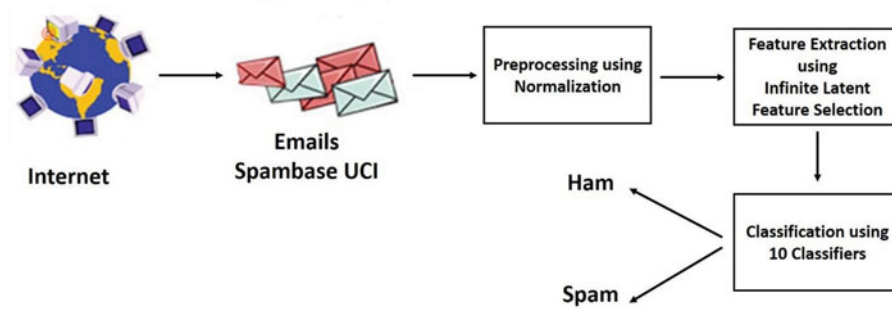 Internet
Emails
Spambase UCI
Preprocessing using
Normalization
Feature Extraction
using
Infinite Latent
Feature Selection
Classification using
10 Classifiers
Ham
Spam